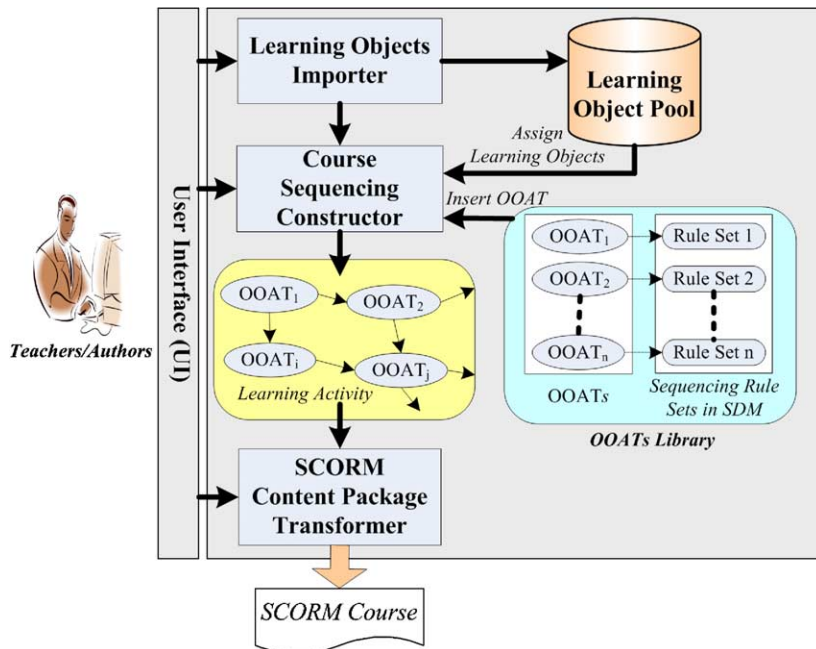 Learning Objects
Importer
Learning
Object Pool
Assign
Learning Objects
Course
Sequencing
Constructor
Insert OOAT
User Interface (UI)
Teachers/Authors
OOAT1
OOAT2
OOATi
OOATj
Learning Activity
OOAT1
Rule Set 1
OOAT2
Rule Set 2
OOATn
Rule Set n
OOATs
Sequencing Rule
Sets in SDM
OOATs Library
SCORM
Content Package
Transformer
SCORM Course